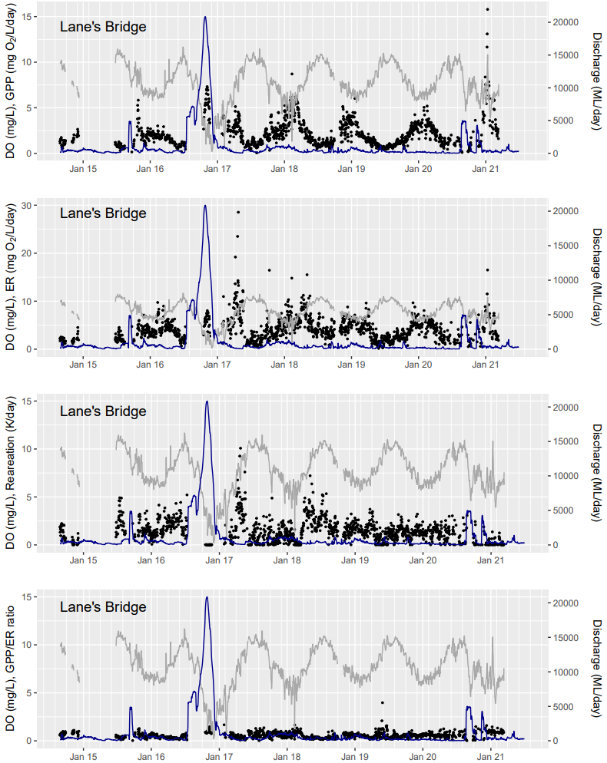 Lane's Bridge
DO (mg/L), GPP (mg O₂/L/day)
15
10
5
0
20000
15000
10000
5000
0
Discharge (ML/day)
Jan 15 Jan 16 Jan 17 Jan 18 Jan 19 Jan 20 Jan 21
Lane's Bridge
DO (mg/L), ER (mg O₂/L/day)
30
20
10
0
20000
15000
10000
5000
0
Discharge (ML/day)
Jan 15 Jan 16 Jan 17 Jan 18 Jan 19 Jan 20 Jan 21
Lane's Bridge
DO (mg/L), Reareation (K/day)
15
10
5
0
20000
15000
10000
5000
0
Discharge (ML/day)
Jan 15 Jan 16 Jan 17 Jan 18 Jan 19 Jan 20 Jan 21
Lane's Bridge
DO (mg/L), GPP/ER ratio
15
10
5
0
20000
15000
10000
5000
0
Discharge (ML/day)
Jan 15 Jan 16 Jan 17 Jan 18 Jan 19 Jan 20 Jan 21